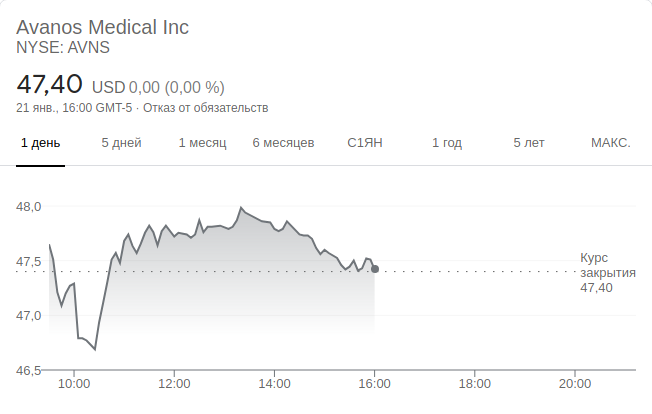 Avanos Medical Inc
NYSE: AVNS
47,40 USD 0,00 (0,00 %)
21 янв., 16:00 GMT-5 · Отказ от обязательств
1 день 5 дней 1 месяц 6 месяцев С1ЯН 1 год 5 лет МАКС.
48,0
47,5
47,0
46,5
Курс
закрытия
47,40
10:00 12:00 14:00 16:00 18:00 20:00